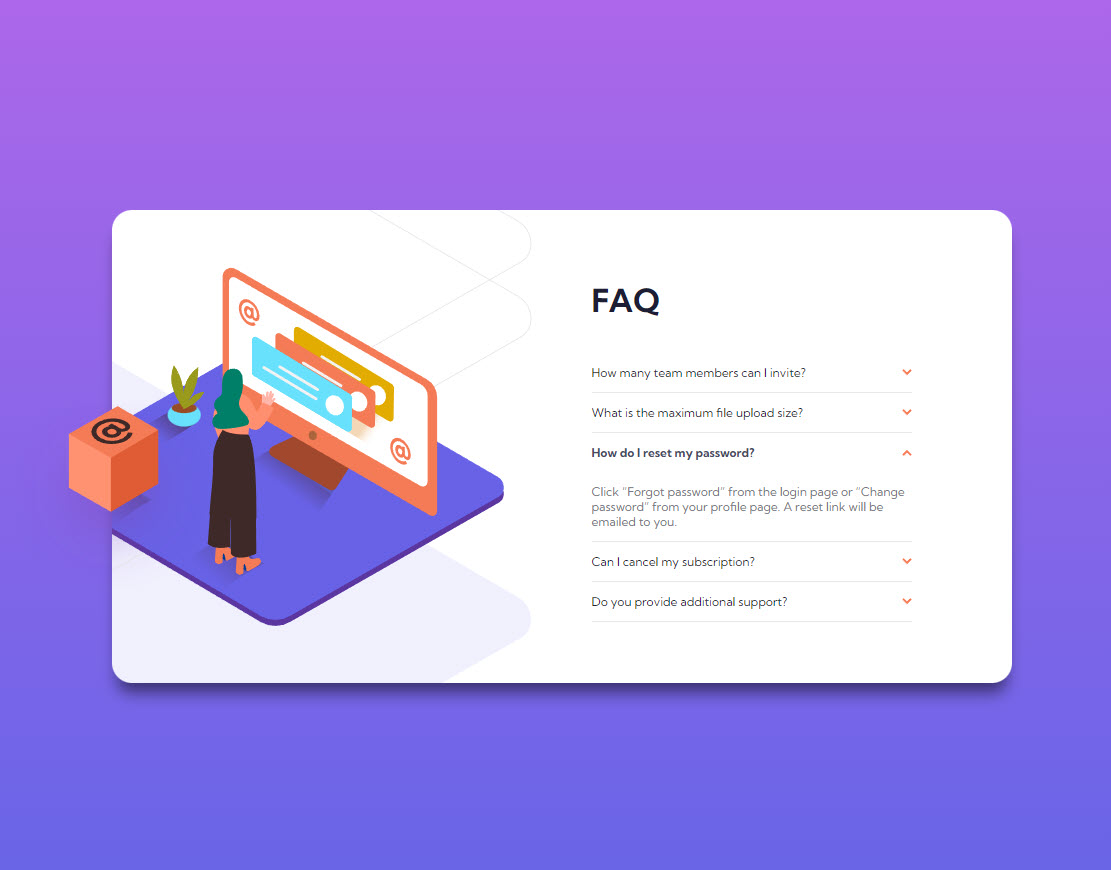 @
@
@
FAQ
How many team members can I invite?
What is the maximum file upload size?
How do I reset my password?
Click “Forgot password” from the login page or “Change
password” from your profile page. A reset link will be
emailed to you.
Can I cancel my subscription?
Do you provide additional support?